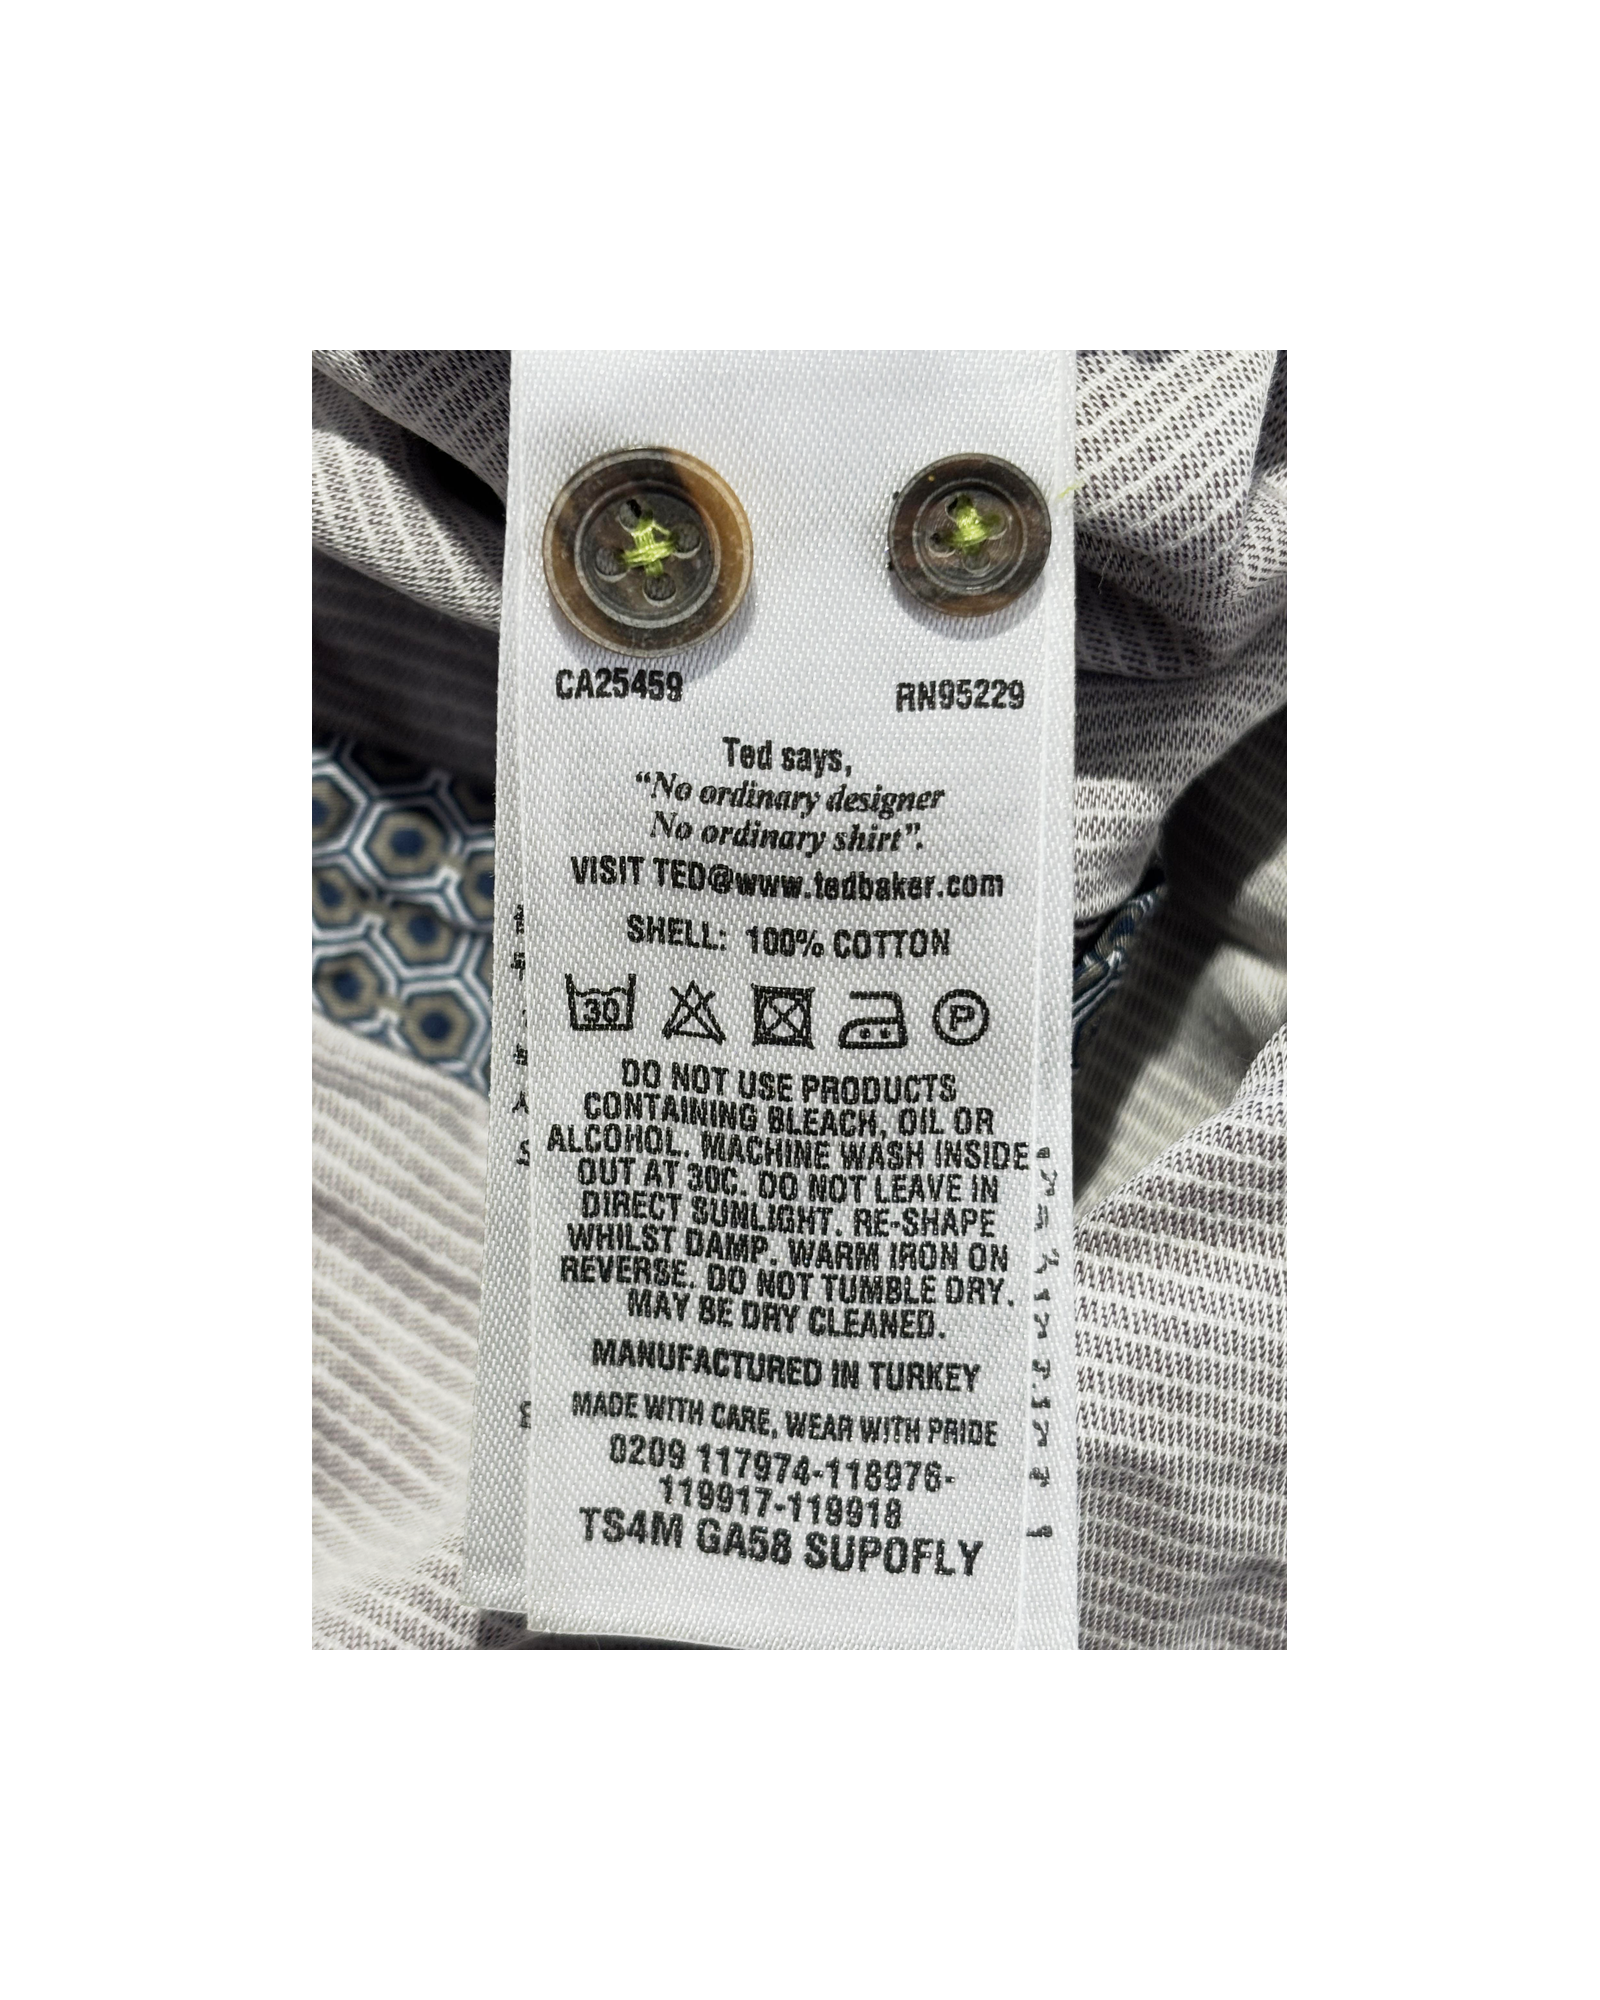 CA25459 RN95229
Ted says,
“No ordinary designer
No ordinary shirt”.
VISIT TED@www.tedbaker.com
SHELL: 100% COTTON
30 P
DO NOT USE PRODUCTS
CONTAINING BLEACH, OIL OR
ALCOHOL. MACHINE WASH INSIDE
OUT AT 30C. DO NOT LEAVE IN
DIRECT SUNLIGHT. RE-SHAPE
WHILST DAMP. WARM IRON ON
REVERSE. DO NOT TUMBLE DRY.
MAY BE DRY CLEANED.
MANUFACTURED IN TURKEY
MADE WITH CARE, WEAR WITH PRIDE
0209 117974-118976-
119917-119918
TS4M GA58 SUPOFLY